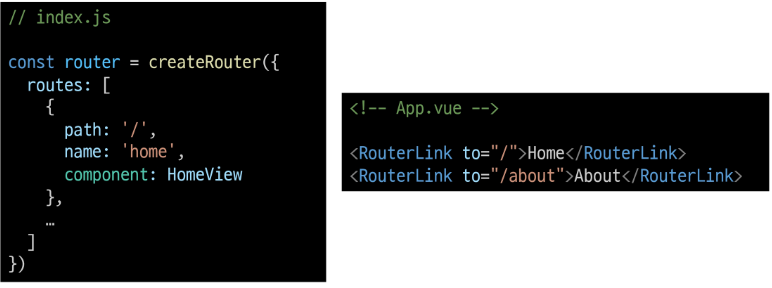 // index.js
const router = createRouter({
routes: [
{
path: '/',
name: 'home',
component: HomeView
},
…
]
})
<!-- App.vue -->
<RouterLink to="/">Home</RouterLink>
<RouterLink to="/about">About</RouterLink>